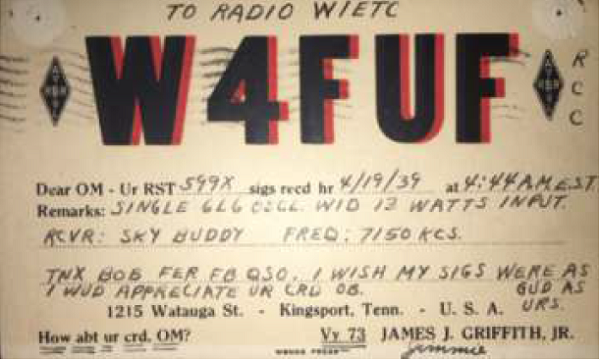 TO RADIO W1ETC
W4FUF
R
C
C
Dear OM - Ur RST 599X sigs recd hr 4/19/39 at 4:44 A.M. E.S.T.
Remarks: SINGLE 6L6 OSCL. WID 13 WATTS INPUT.
RCVR: SKY BUDDY FREQ: 7150 KCS.
TNX BOB FER FB QSO. I WISH MY SIGS WERE AS
I WUD APPRECIATE UR CRD OB. GUD AS
1215 Watauga St. - Kingsport, Tenn. - U. S. A. URS.
How abt ur crd, OM? Vy 73 JAMES J. GRIFFITH, JR.
Jimmie